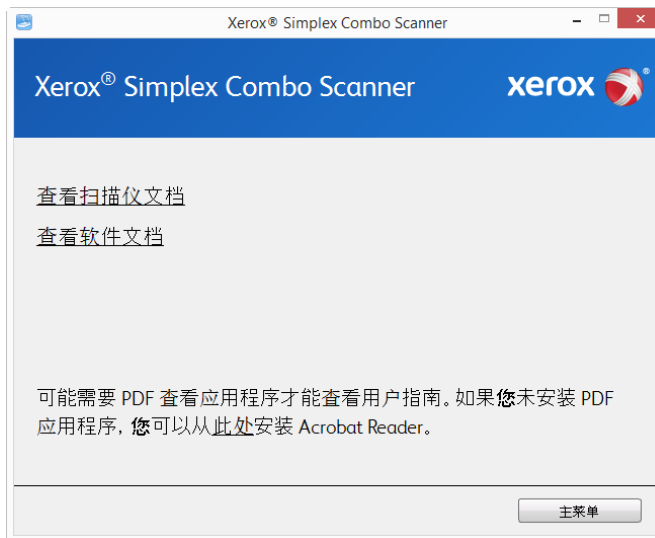 Xerox® Simplex Combo Scanner
Xerox® Simplex Combo Scanner
xerox ®
查看扫描仪文档
查看软件文档
可能需要 PDF 查看应用程序才能查看用户指南。如果您未安装 PDF
应用程序，您可以从此处安装 Acrobat Reader。
主菜单